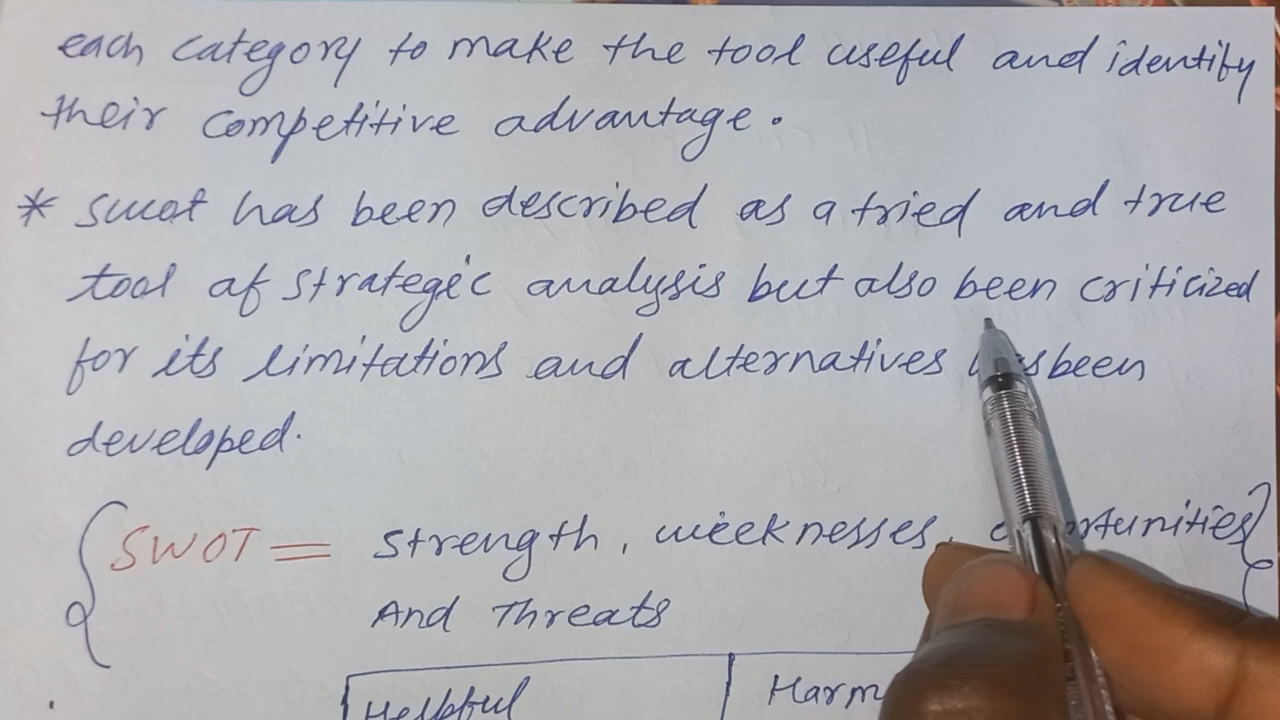 each category to make the tool useful and identify
their competitive advantage.
* SWOT has been described as a tried and true
tool of strategic analysis but also been criticized
for its limitations and alternatives been
developed.
SWOT = Strength, weeknesses,
And Threats
Helpful